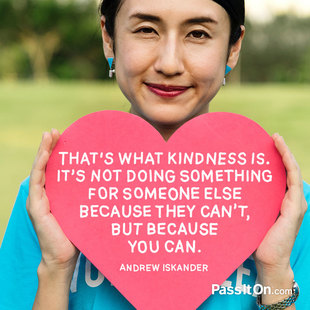 THAT'S WHAT KINDNESS IS.
IT'S NOT DOING SOMETHING
FOR SOMEONE ELSE
BECAUSE THEY CAN'T,
BUT BECAUSE
YOU CAN.
ANDREW ISKANDER
PassItOn.com®